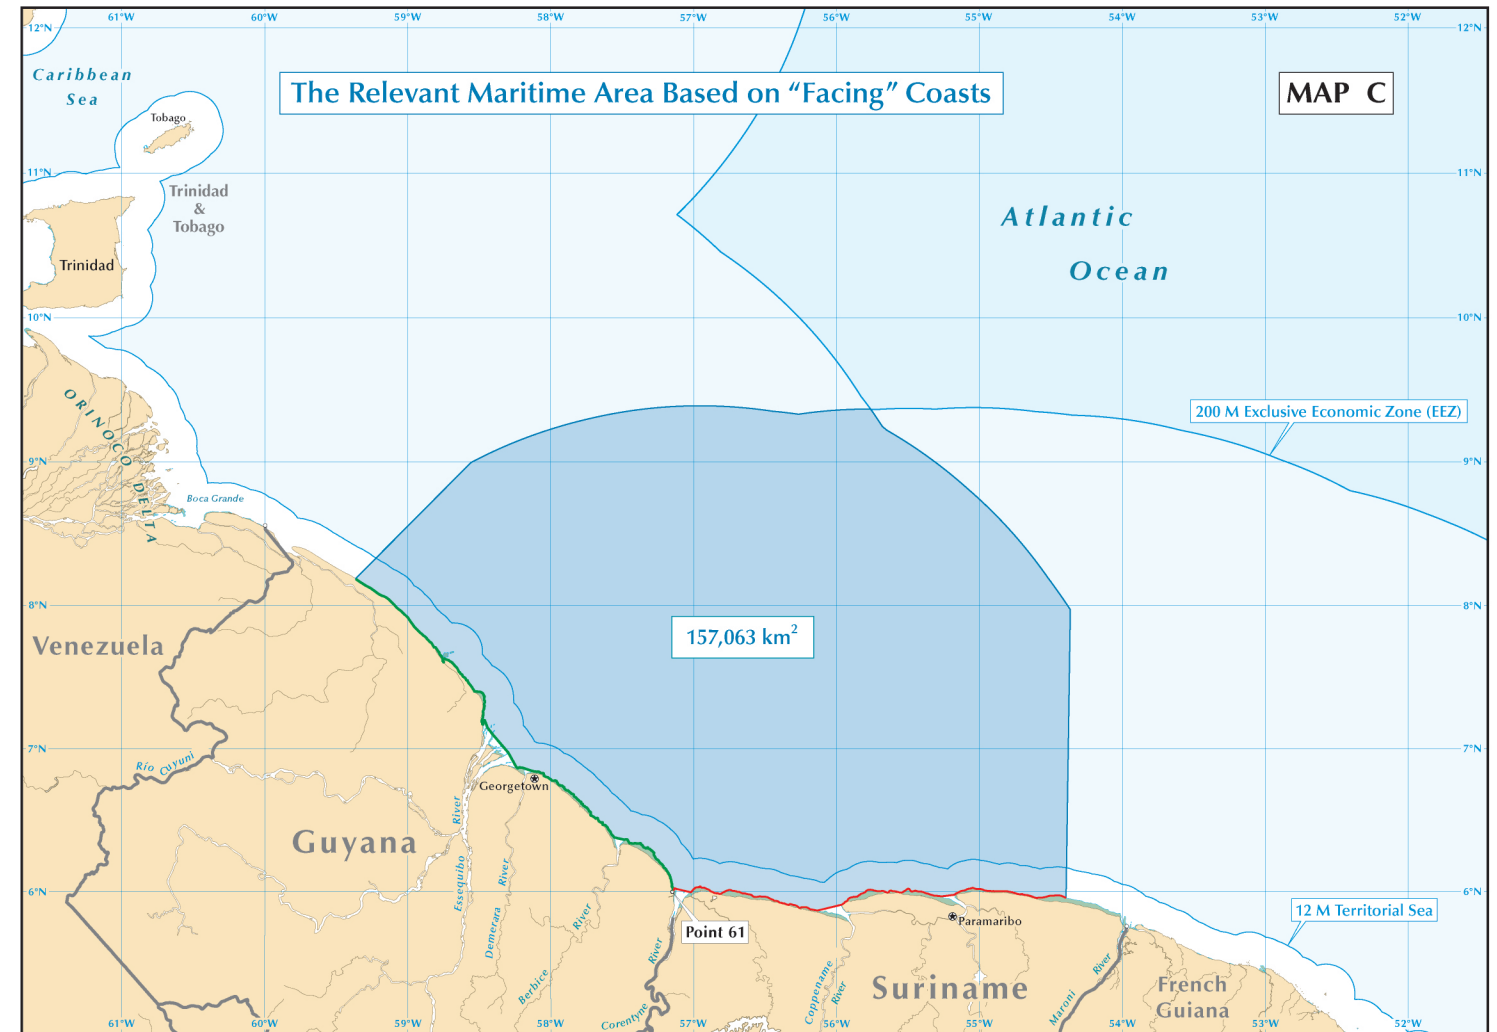 61°W 60°W 59°W 58°W 57°W 56°W 55°W 54°W 53°W 52°W
12°N 12°N
Caribbean
Sea
The Relevant Maritime Area Based on “Facing” Coasts
MAP C
Tobago
11°N 11°N
Trinidad
&
Tobago
Atlantic
Ocean
Trinidad
10°N 10°N
ORINOCO DELTA
200 M Exclusive Economic Zone (EEZ)
9°N 9°N
Boca Grande
8°N 8°N
Venezuela
157,063 km²
7°N 7°N
Río Cuyuni
Georgetown
Guyana
Essequibo River
Demerara River
Berbice River
Corentyne River
6°N 6°N
Point 61
Paramaribo
12 M Territorial Sea
Coppename River
Suriname
Maroni River
French
Guiana
61°W 60°W 59°W 58°W 57°W 56°W 55°W 54°W 53°W 52°W